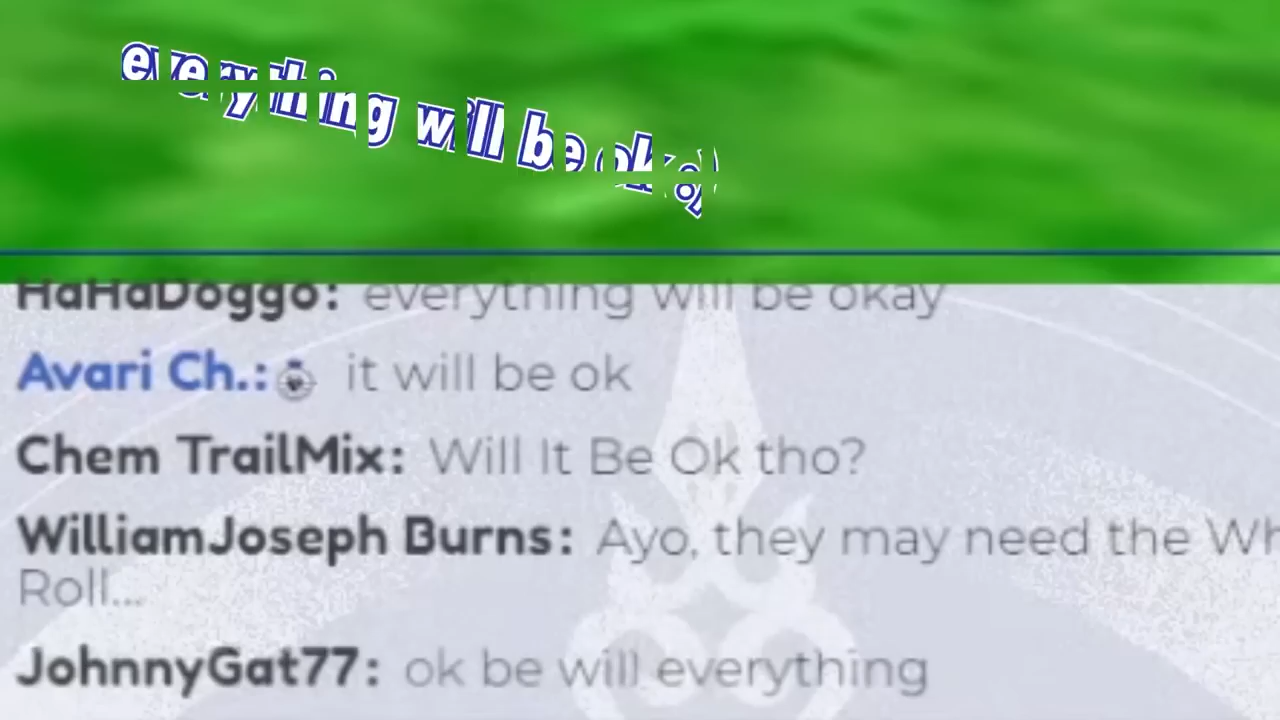 everything will be ok
HaHaDoggo: everything will be okay
Avari Ch.: it will be ok
Chem TrailMix: Will It Be Ok tho?
WilliamJoseph Burns: Ayo, they may need the
Roll...
JohnnyGat77: ok be will everything